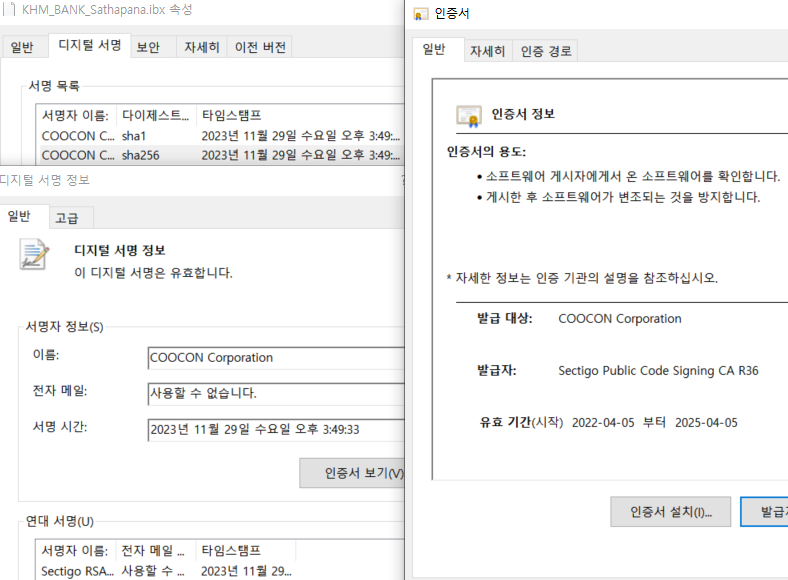 KHM_BANK_Sathapana.ibx 속성
일반 디지털 서명 보안 자세히 이전 버전
서명 목록
서명자 이름: 다이제스트... 타임스탬프
COOCON C... sha1 2023년 11월 29일 수요일 오후 3:49:...
COOCON C... sha256 2023년 11월 29일 수요일 오후 3:49:...
디지털 서명 정보
일반 고급
디지털 서명 정보
이 디지털 서명은 유효합니다.
서명자 정보(S)
이름: COOCON Corporation
전자 메일: 사용할 수 없습니다.
서명 시간: 2023년 11월 29일 수요일 오후 3:49:33
인증서 보기(V)
연대 서명(U)
서명자 이름: 전자 메일 ... 타임스탬프
Sectigo RSA... 사용할 수 ... 2023년 11월 29...
인증서
일반 자세히 인증 경로
인증서 정보
인증서의 용도:
• 소프트웨어 게시자에게서 온 소프트웨어를 확인합니다.
• 게시한 후 소프트웨어가 변조되는 것을 방지합니다.
* 자세한 정보는 인증 기관의 설명을 참조하십시오.
발급 대상: COOCON Corporation
발급자: Sectigo Public Code Signing CA R36
유효 기간(시작) 2022-04-05 부터 2025-04-05
인증서 설치(I)...